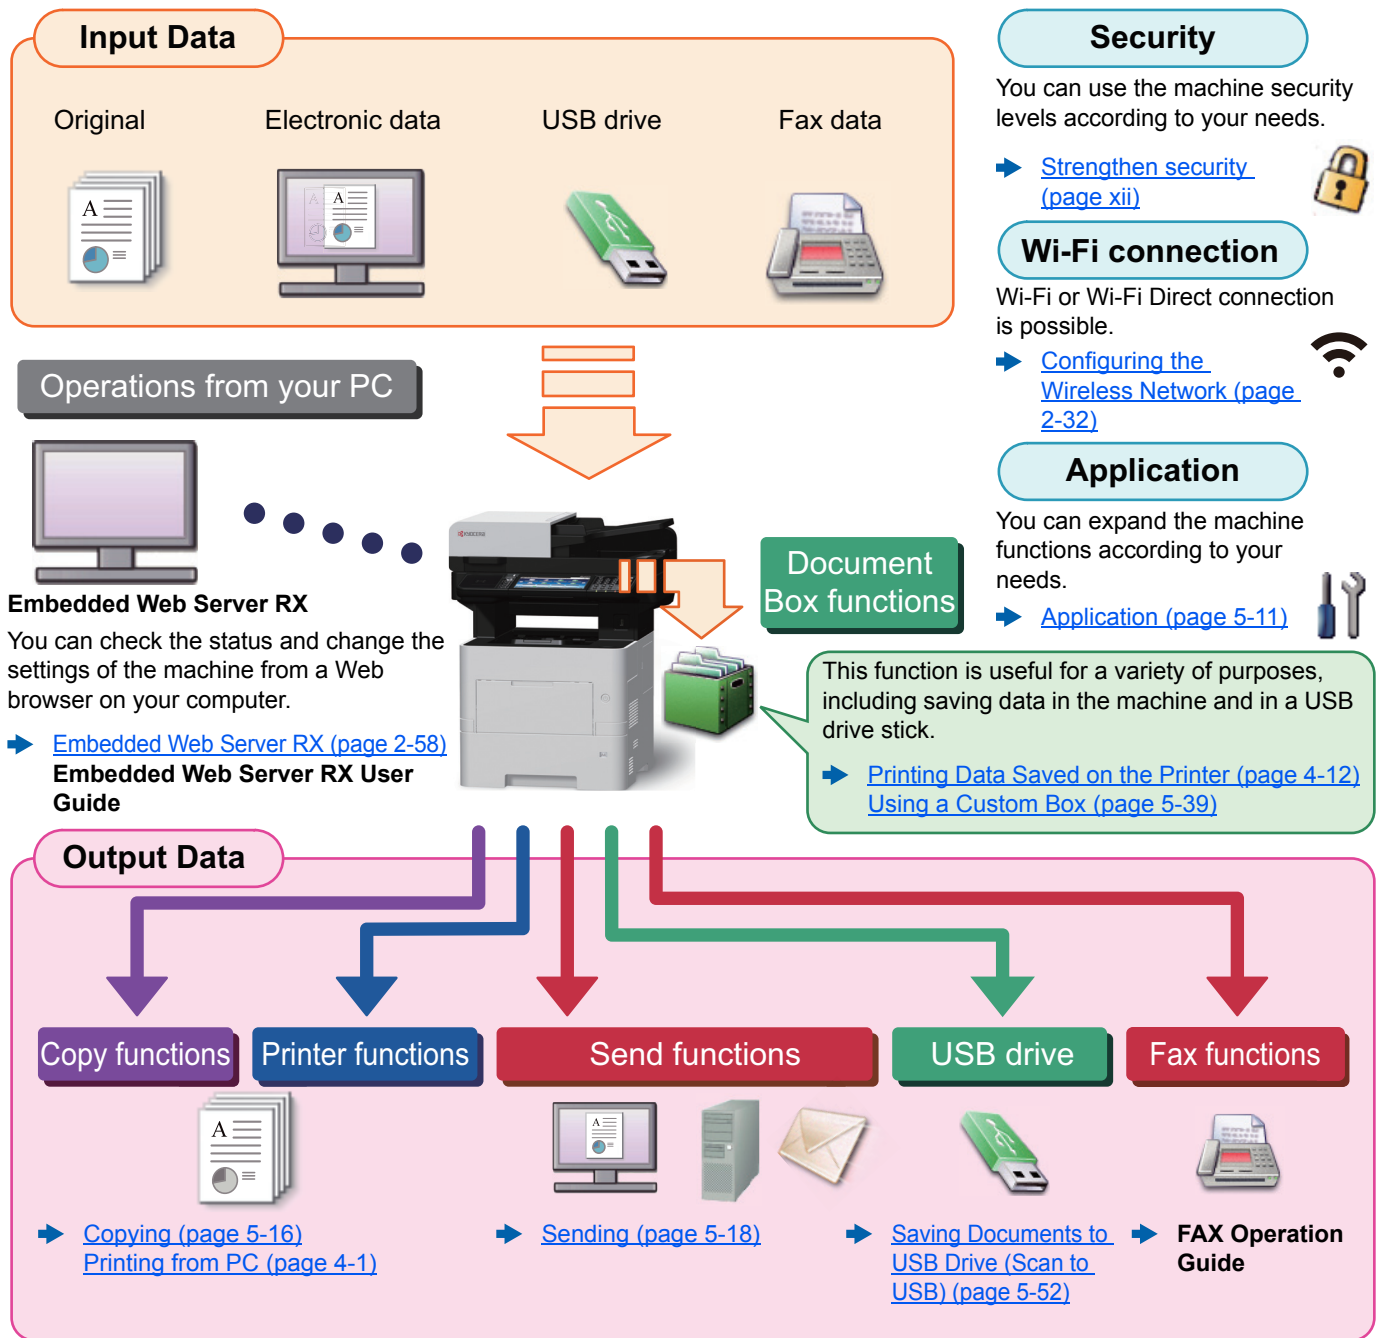 Input Data
Original
Electronic data
USB drive
Fax data
Security
You can use the machine security
levels according to your needs.
Strengthen security
(page xii)
Wi-Fi connection
Wi-Fi or Wi-Fi Direct connection
is possible.
Configuring the
Wireless Network (page
2-32)
Application
You can expand the machine
functions according to your
needs.
Application (page 5-11)
Operations from your PC
Embedded Web Server RX
You can check the status and change the
settings of the machine from a Web
browser on your computer.
Embedded Web Server RX (page 2-58)
Embedded Web Server RX User
Guide
KYOCERA
Document
Box functions
This function is useful for a variety of purposes,
including saving data in the machine and in a USB
drive stick.
Printing Data Saved on the Printer (page 4-12)
Using a Custom Box (page 5-39)
Output Data
Copy functions
Printer functions
Send functions
USB drive
Fax functions
A
A
A
A
Copying (page 5-16)
Printing from PC (page 4-1)
Sending (page 5-18)
Saving Documents to
USB Drive (Scan to
USB) (page 5-52)
FAX Operation
Guide